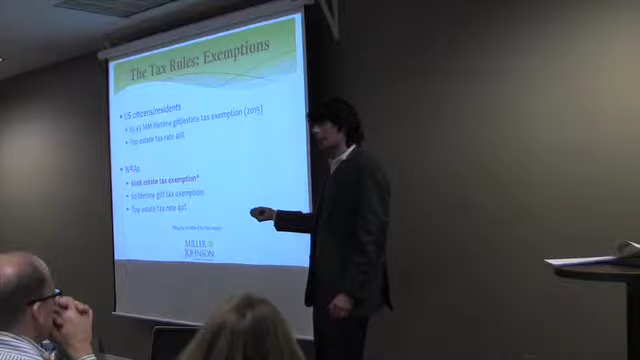 The Tax Rules; Exemptions
• US citizens/residents
• $5.43 MM lifetime gift/estate tax exemption (2015)
• Top estate tax rate 40%
• NRAs
• $60k estate tax exemption*
• $0 lifetime gift tax exemption
• Top estate tax rate 40%
MILLER
JOHNSON